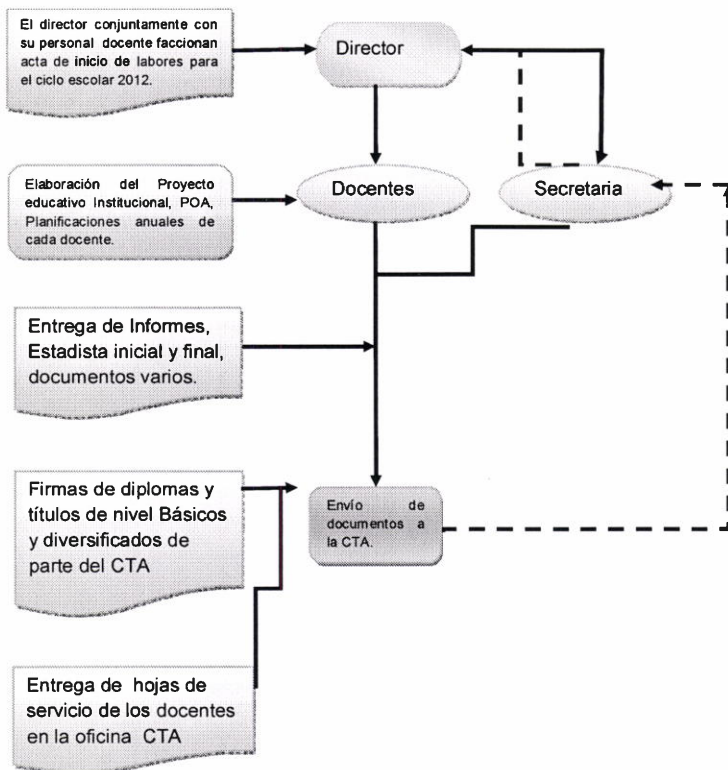 El director conjuntamente con
su personal docente faccionan
acta de inicio de labores para
el ciclo escolar 2012.
Director
Elaboración del Proyecto
educativo Institucional, POA,
Planificaciones anuales de
cada docente.
Docentes
Secretaria
Entrega de Informes,
Estadista inicial y final,
documentos varios.
Firmas de diplomas y
títulos de nivel Básicos
y diversificados de
parte del CTA
Envío de
documentos a
la CTA.
Entrega de hojas de
servicio de los docentes
en la oficina CTA